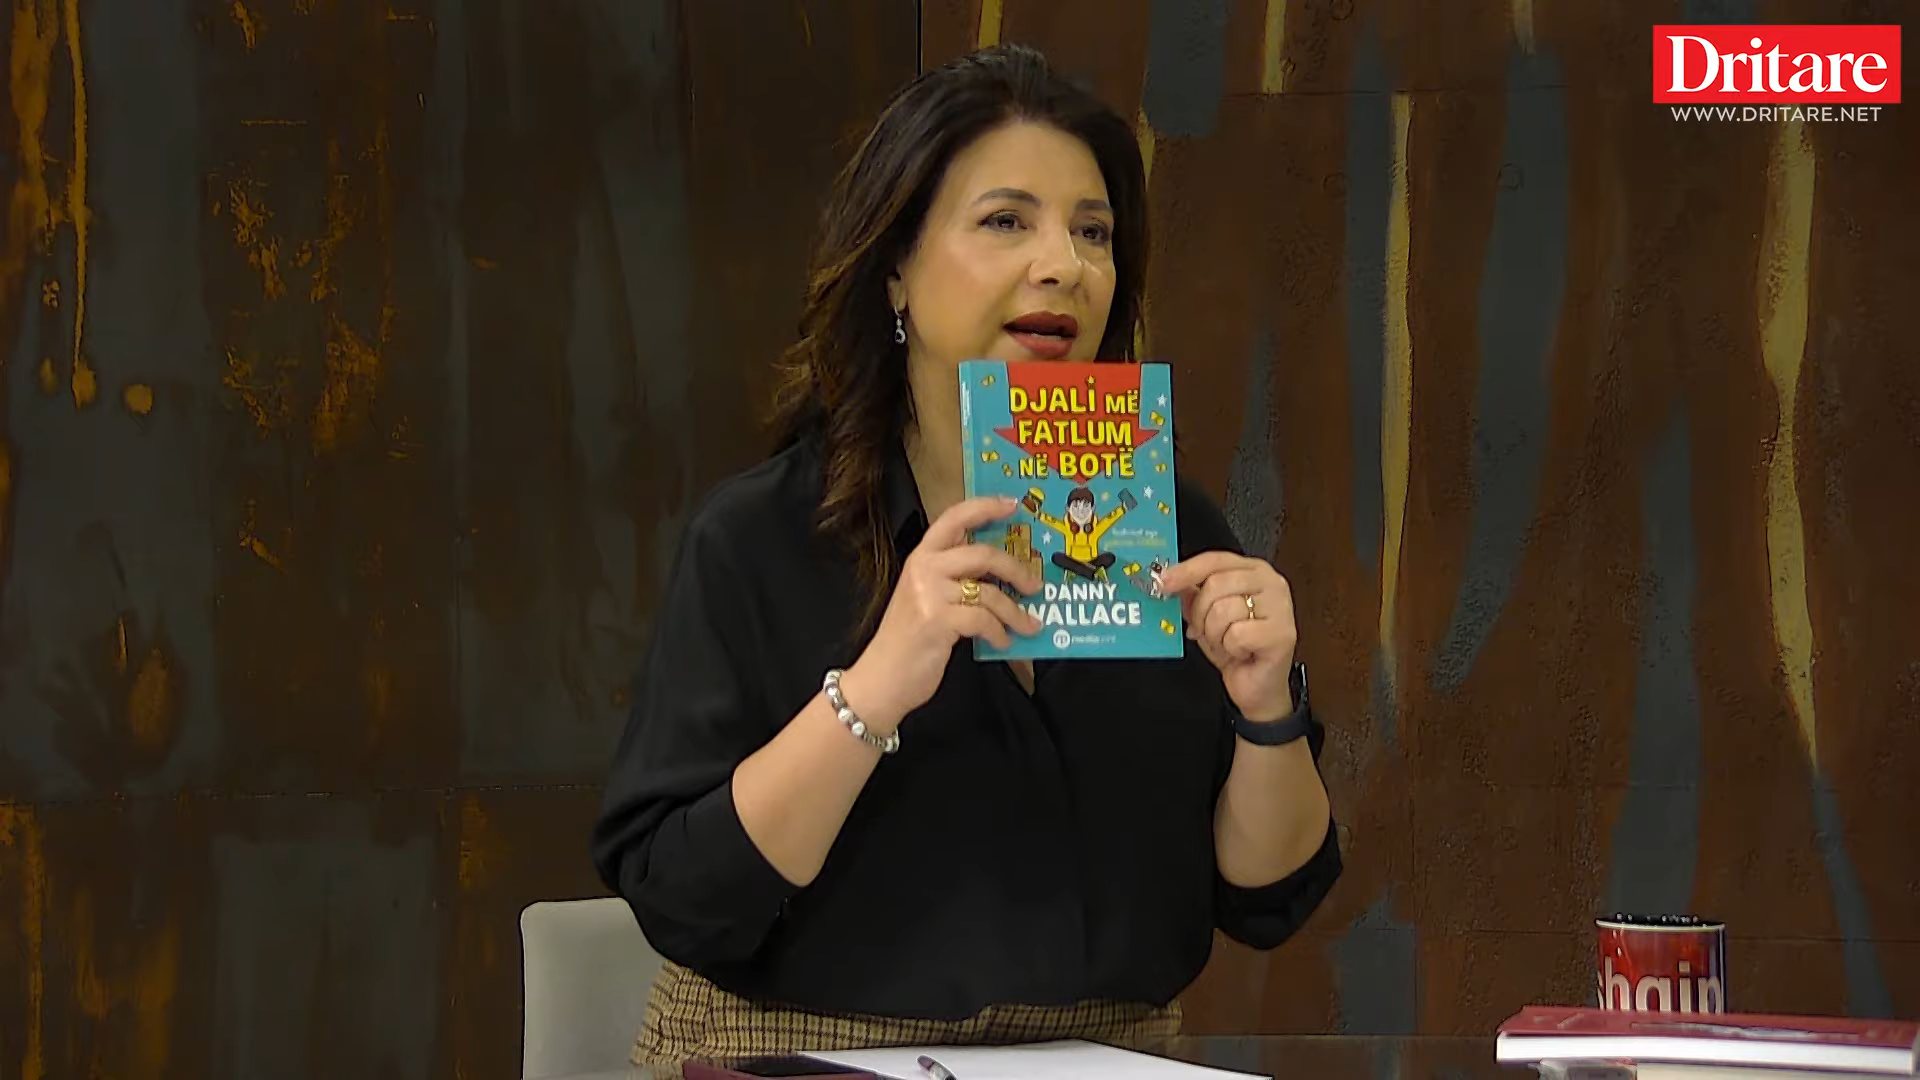 Dritare
WWW.DRITARE.NET
DJALI MË
FATLUM
NË BOTË
DANNY
WALLACE